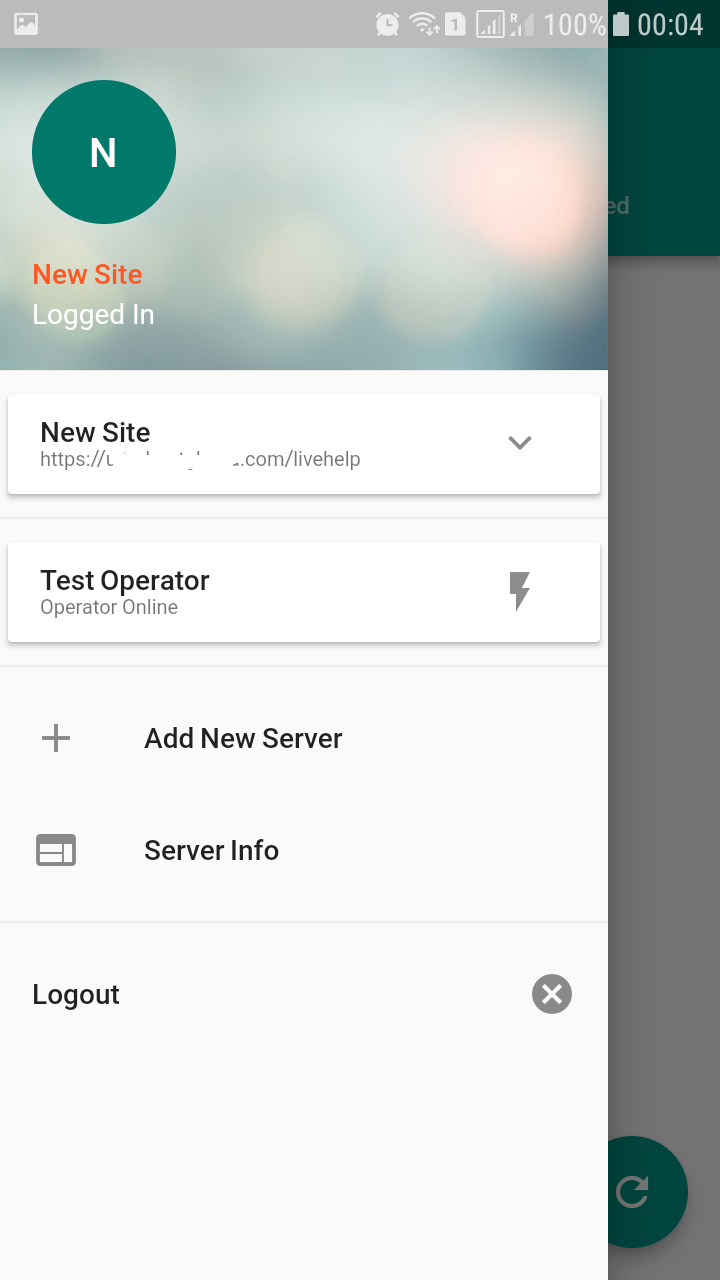 1 R 100% 00:04
N
New Site
ed
Logged In
New Site
https://u .com/livehelp
Test Operator
Operator Online
Add New Server
Server Info
Logout